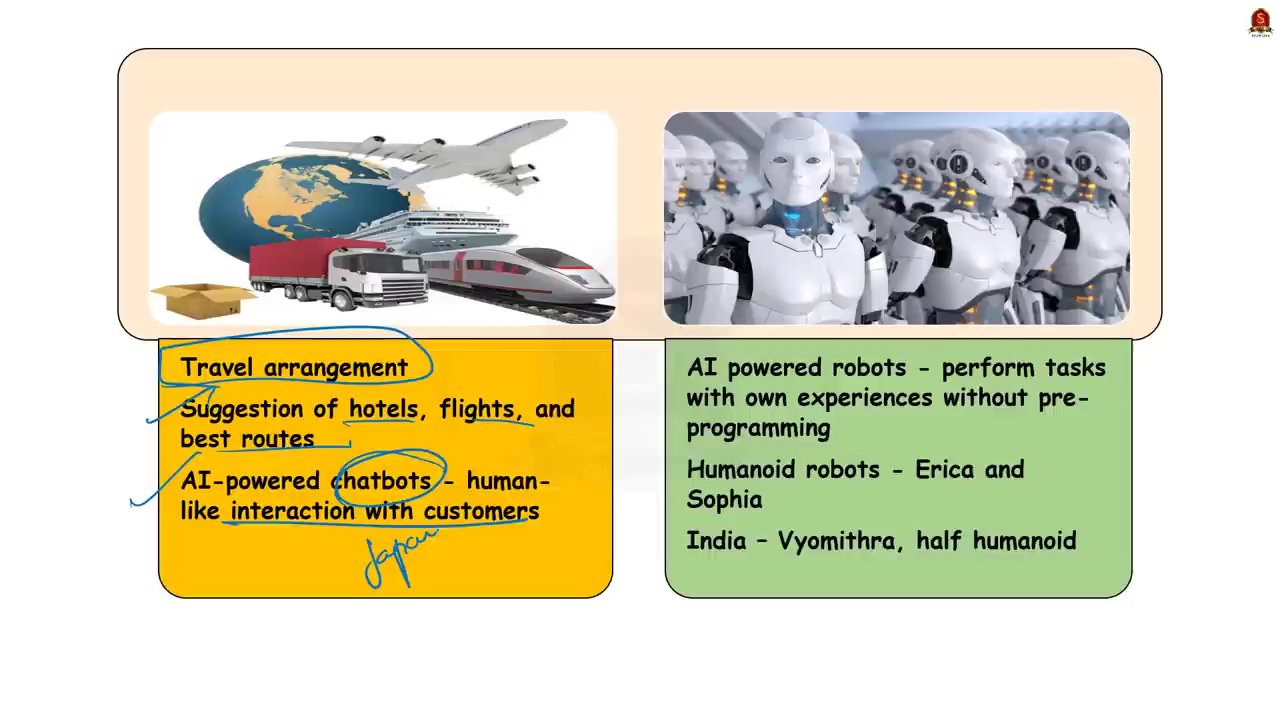 Travel arrangement
Suggestion of hotels, flights, and
best routes
AI-powered chatbots - human-
like interaction with customers
Japan
AI powered robots - perform tasks
with own experiences without pre-
programming
Humanoid robots - Erica and
Sophia
India – Vyomithra, half humanoid